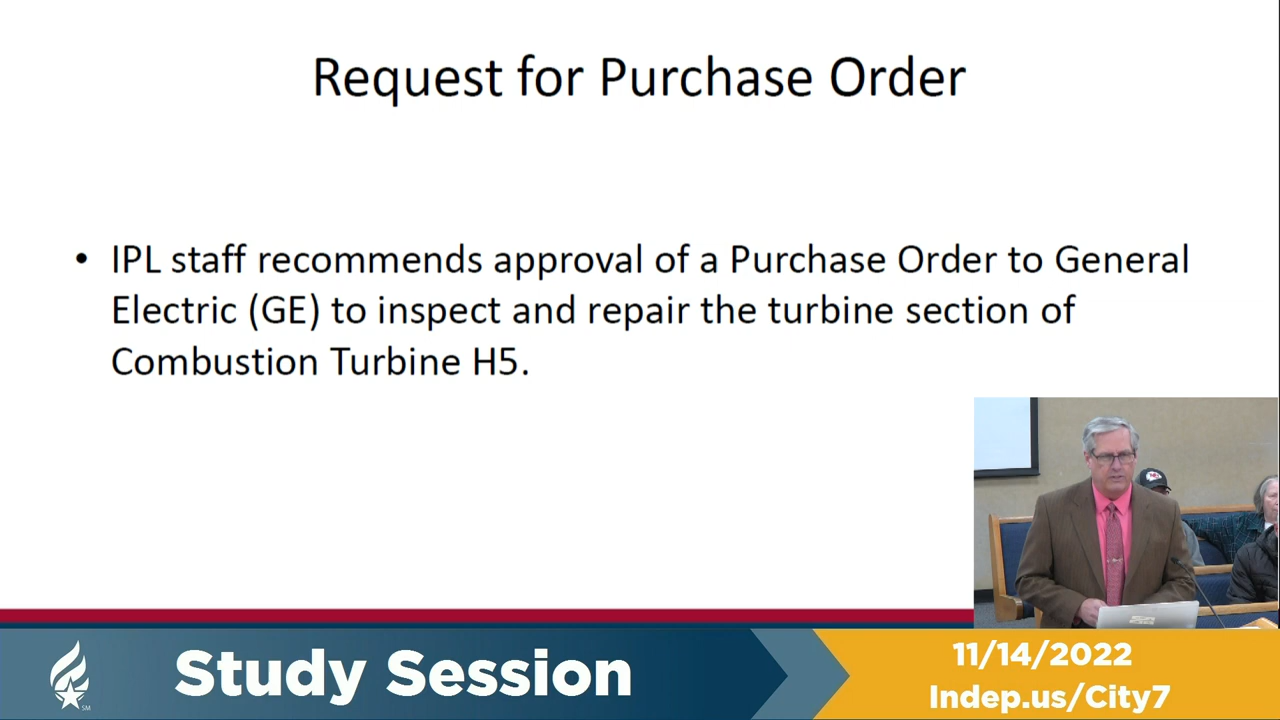 Request for Purchase Order
• IPL staff recommends approval of a Purchase Order to General
Electric (GE) to inspect and repair the turbine section of
Combustion Turbine H5.
Study Session
SM
11/14/2022
Indep.us/City7